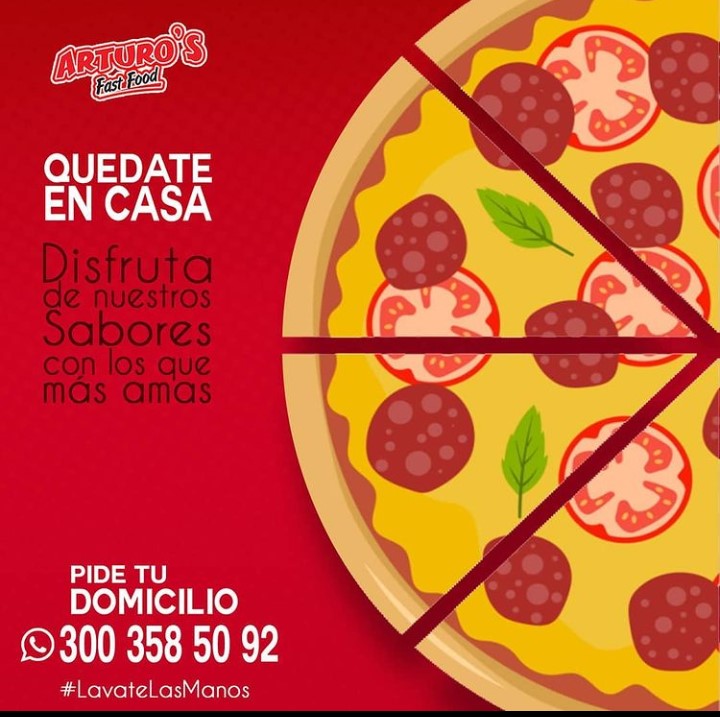 ARTURO'S
Fast Food
QUEDATE
EN CASA
Disfruta
de nuestros
Sabores
con los que
más amas
PIDE TU
DOMICILIO
300 358 50 92
#LavateLasManos